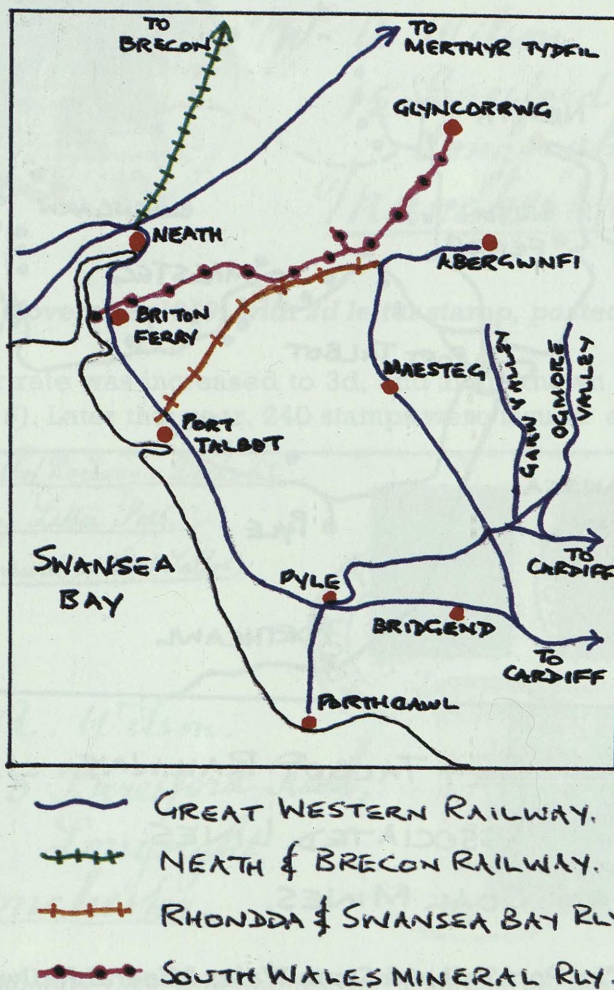 TO
BRECON
TO
MERTHYR TYDFIL
GLYNCORRWG
NEATH
ABERGWNFI
BRITON
FERRY
MAESTEG
GARW VALLEY
OGMORE
VALLEY
PORT
TALBOT
SWANSEA
BAY
TO
CARDIFF
PYLE
BRIDGEND
TO
CARDIFF
PORTHCAWL
GREAT WESTERN RAILWAY.
NEATH & BRECON RAILWAY.
RHONDDA & SWANSEA BAY RLY
SOUTH WALES MINERAL RLY.